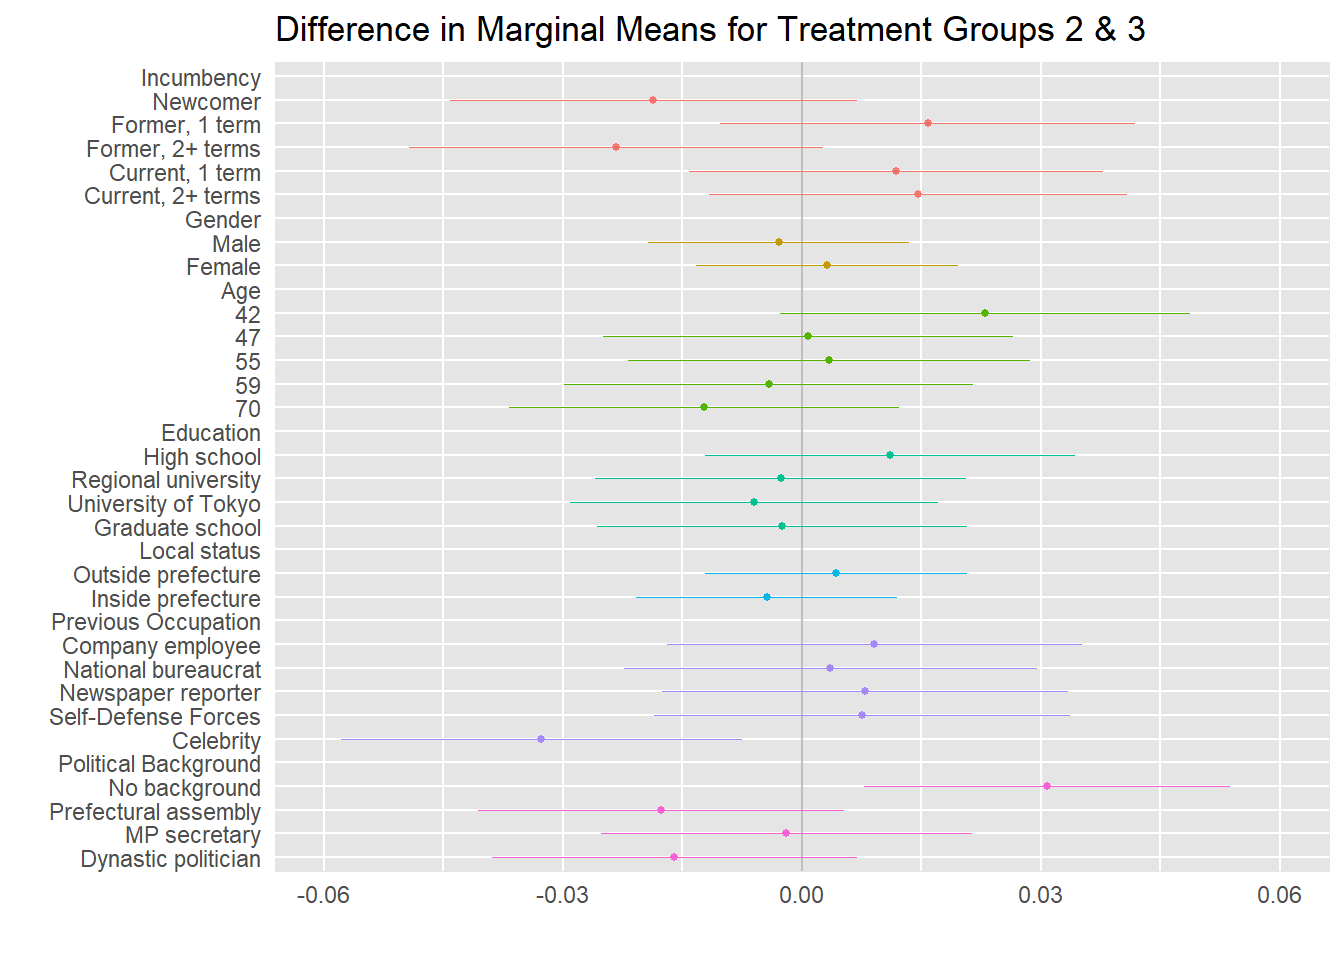 Difference in Marginal Means for Treatment Groups 2 & 3
Incumbency
Newcomer
Former, 1 term
Former, 2+ terms
Current, 1 term
Current, 2+ terms
Gender
Male
Female
Age
42
47
55
59
70
Education
High school
Regional university
University of Tokyo
Graduate school
Local status
Outside prefecture
Inside prefecture
Previous Occupation
Company employee
National bureaucrat
Newspaper reporter
Self-Defense Forces
Celebrity
Political Background
No background
Prefectural assembly
MP secretary
Dynastic politician
-0.06 -0.03 0.00 0.03 0.06